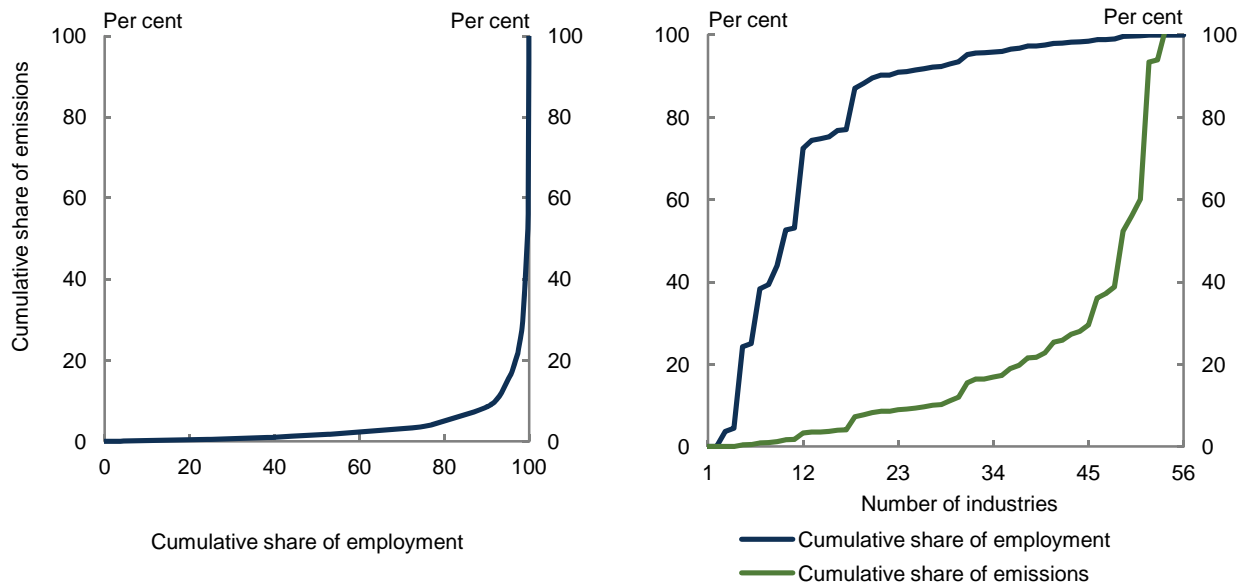 Per cent Per cent
100 100
80 80
60 60
40 40
20 20
0 0
0 20 40 60 80 100
Cumulative share of emissions
Cumulative share of employment
Per cent Per cent
100 100
80 80
60 60
40 40
20 20
0 0
1 12 23 34 45 56
Number of industries
Cumulative share of employment
Cumulative share of emissions